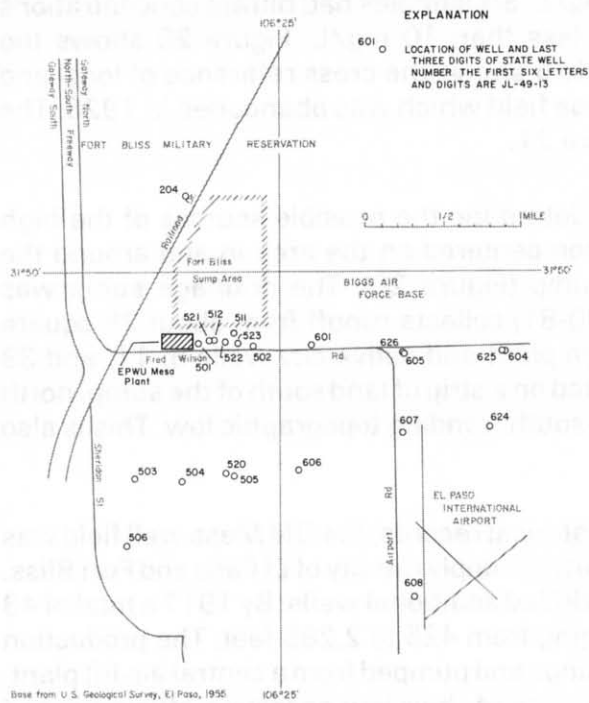 106°25'
EXPLANATION
601
LOCATION OF WELL AND LAST
THREE DIGITS OF STATE WELL
NUMBER. THE FIRST SIX LETTERS
AND DIGITS ARE JL-49-13
Gateway South
North-South Freeway
Gateway North
FORT BLISS MILITARY RESERVATION
204
Railroad
0 1/2 1MILE
31°50'
Fort Bliss
Sump Area
31°50'
BIGGS AIR
FORCE BASE
521
512
511
523
601
626
Fred Wilson
501
522
502
Rd
605
625
604
EPWU Mesa
Plant
607
624
Sheridan St
503
504
520
505
606
Airport Rd
EL PASO
INTERNATIONAL
AIRPORT
506
608
Base from U.S. Geological Survey, El Paso, 1955
106°25'